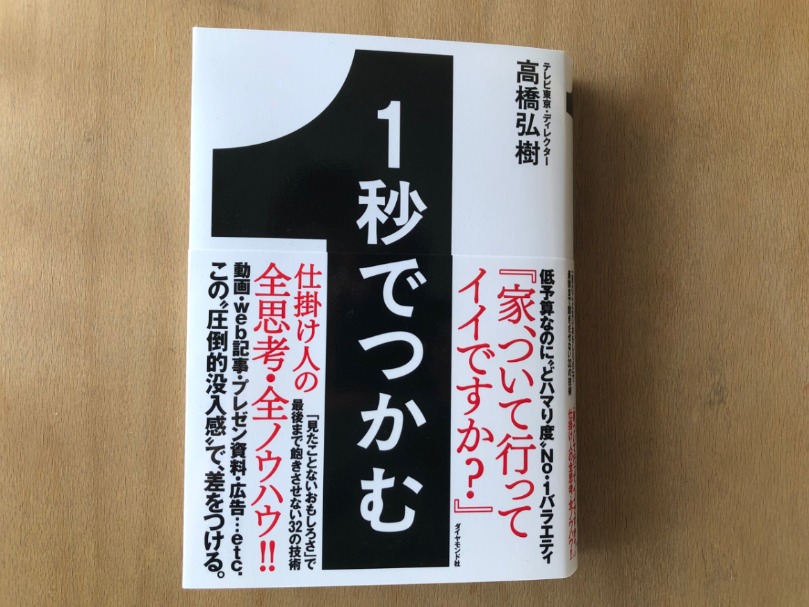 テレビ東京・ディレクター
高橋弘樹
1
1秒でつかむ
低予算なのに“どハマり度”No・1バラエティ
『家、ついて行って
イイですか?』
ダイヤモンド社
「見たことないおもしろさ」で
最後まで飽きさせない32の技術
仕掛け人の
全思考・全ノウハウ!!
動画・web記事・プレゼン資料・広告…etc.
この“圧倒的没入感”で、差をつける。